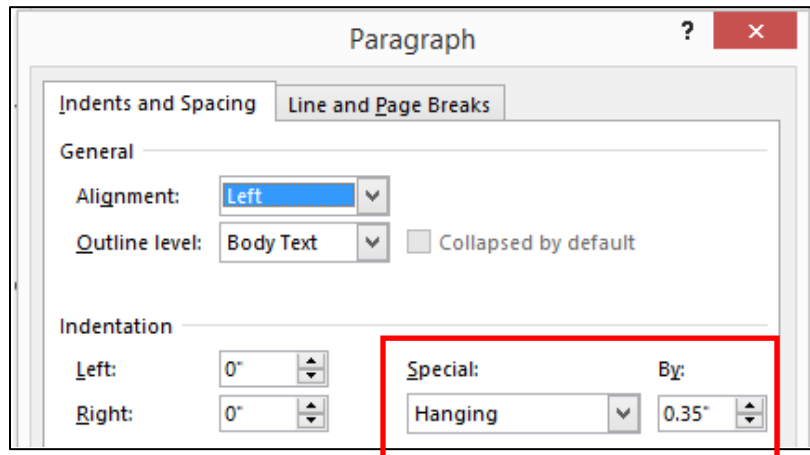 Paragraph ?
Indents and Spacing Line and Page Breaks
General
Alignment: Left
Outline level: Body Text Collapsed by default
Indentation
Left: 0" Special: By:
Right: 0" Hanging 0.35"